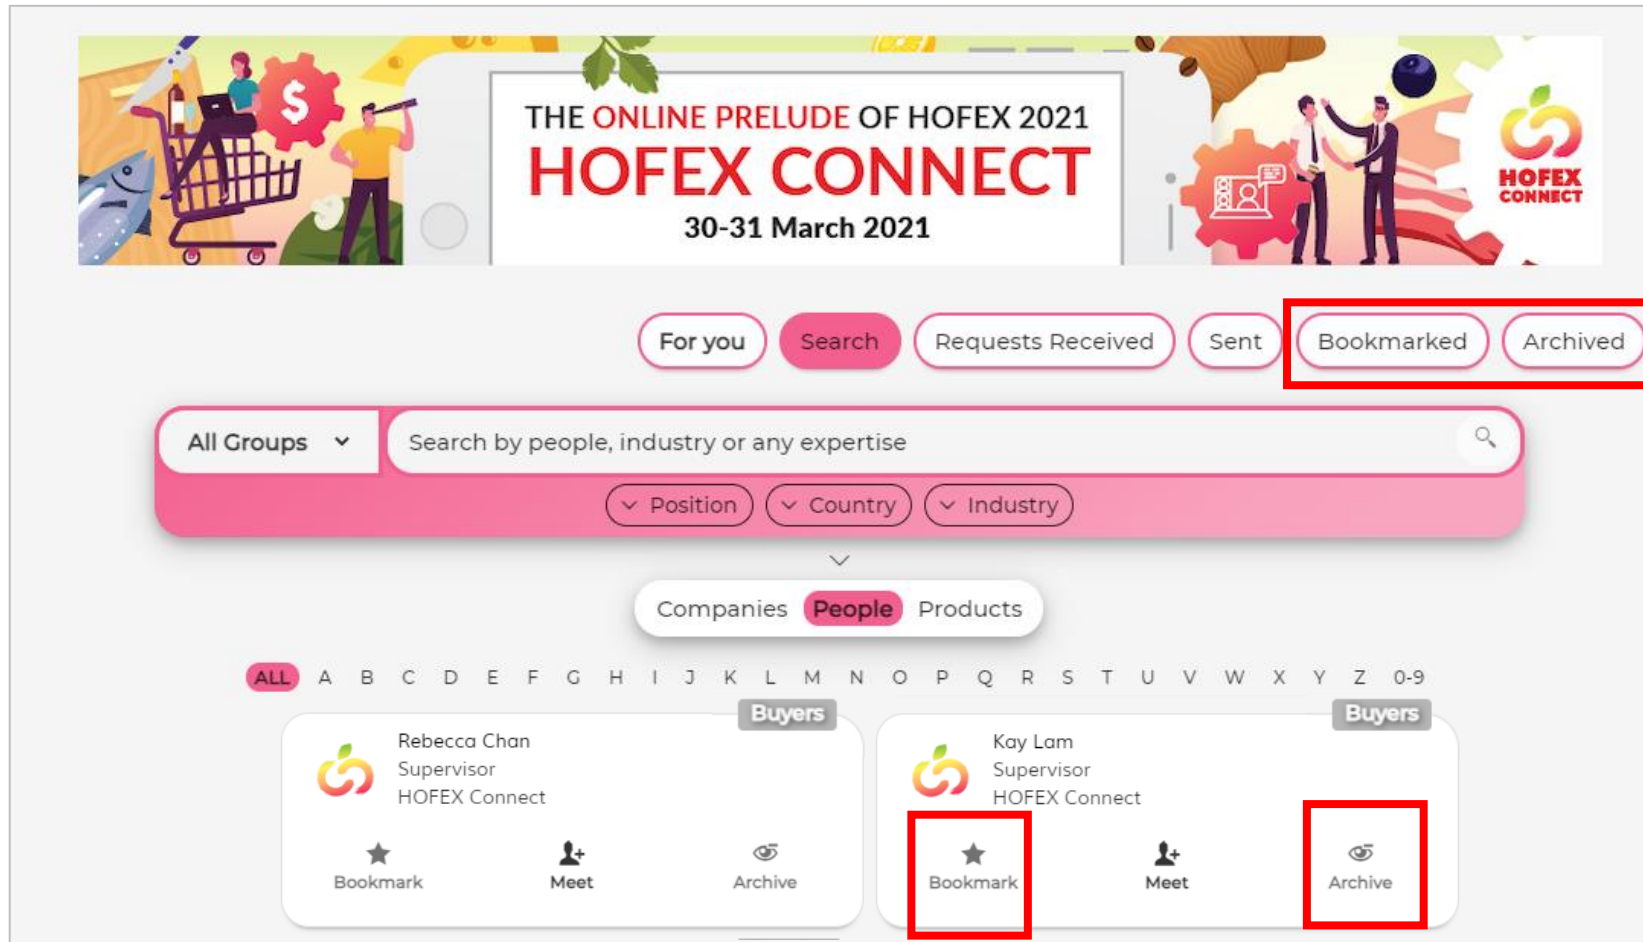 THE ONLINE PRELUDE OF HOFEX 2021
HOFEX CONNECT
30-31 March 2021
$
HOFEX
CONNECT
For you Search Requests Received Sent Bookmarked Archived
All Groups Search by people, industry or any expertise
Position Country Industry
Companies People Products
ALL A B C D E F G H I J K L M N O P Q R S T U V W X Y Z 0-9
Buyers
Rebecca Chan
Supervisor
HOFEX Connect
Bookmark Meet Archive
Buyers
Kay Lam
Supervisor
HOFEX Connect
Bookmark Meet Archive